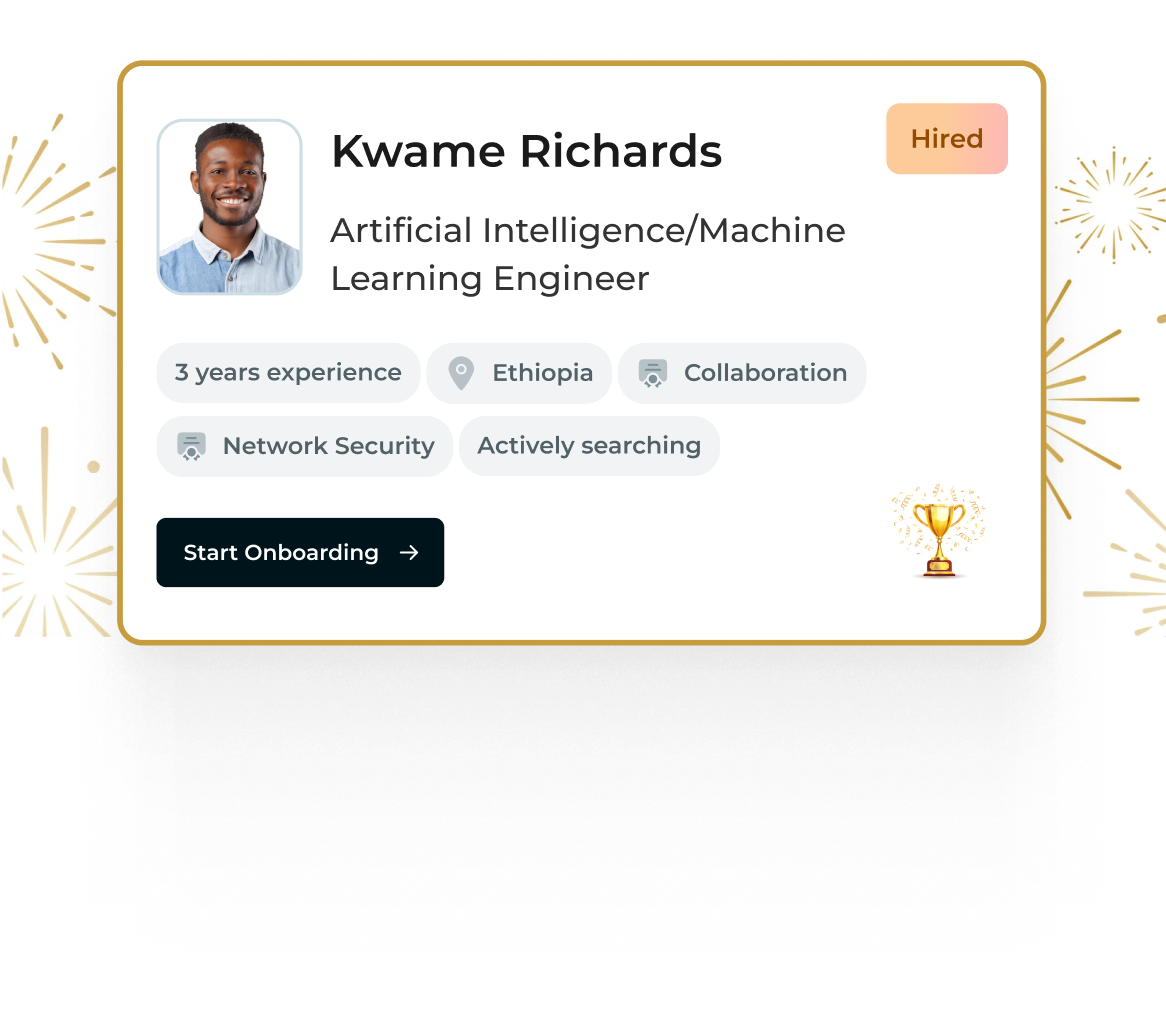 Kwame Richards
Hired
Artificial Intelligence/Machine
Learning Engineer
3 years experience
Ethiopia
Collaboration
Network Security
Actively searching
Start Onboarding →